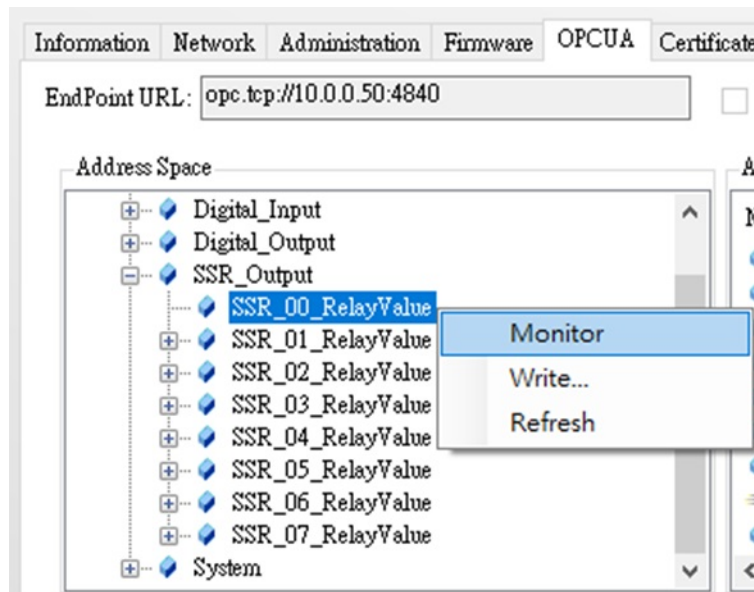 Information Network Administration Firmware OPCUA Certificate
EndPoint URL: opc.tcp://10.0.0.50:4840
Address Space
Digital_Input
Digital_Output
SSR_Output
SSR_00_RelayValue
SSR_01_RelayValue
Monitor
SSR_02_RelayValue
Write...
SSR_03_RelayValue
SSR_04_RelayValue
Refresh
SSR_05_RelayValue
SSR_06_RelayValue
SSR_07_RelayValue
System